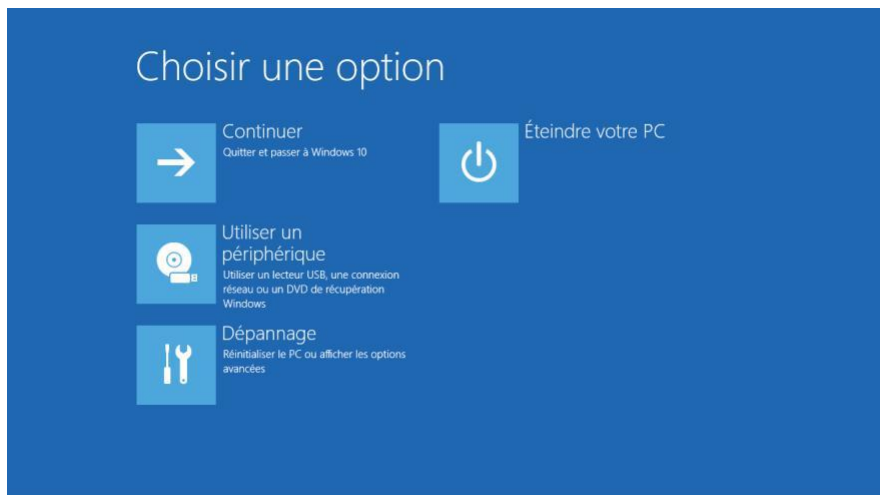 Choisir une option
Continuer
Quitter et passer à Windows 10
Éteindre votre PC
Utiliser un
périphérique
Utiliser un lecteur USB, une connexion
réseau ou un DVD de récupération
Windows
Dépannage
Réinitialiser le PC ou afficher les options
avancées